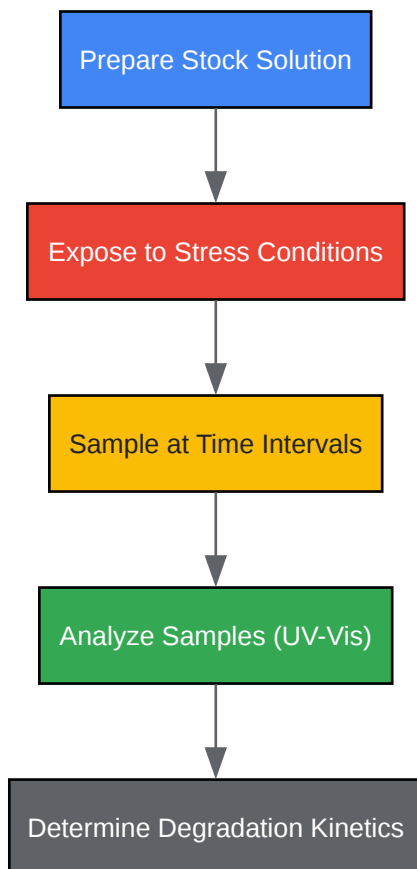 Prepare Stock Solution
Expose to Stress Conditions
Sample at Time Intervals
Analyze Samples (UV-Vis)
Determine Degradation Kinetics